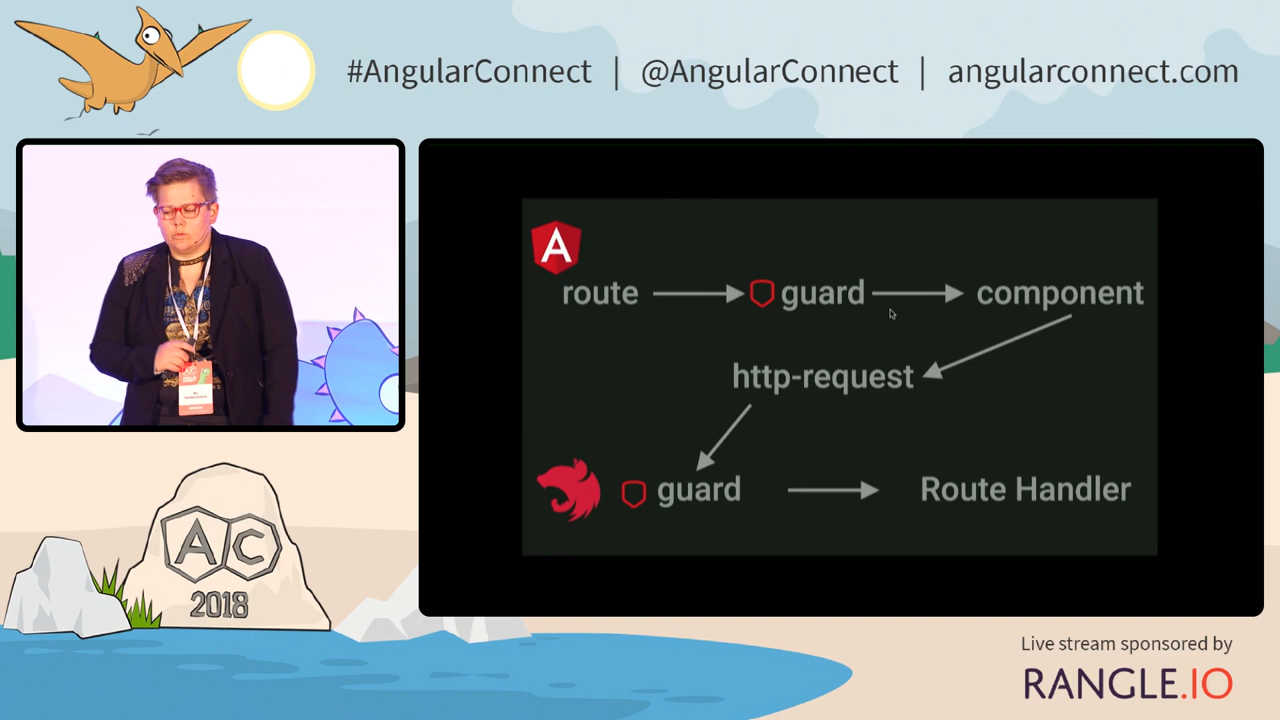 #AngularConnect | @AngularConnect | angularconnect.com
A
route guard component
http-request
guard Route Handler
AC
2018
Live stream sponsored by
RANGLE.IO